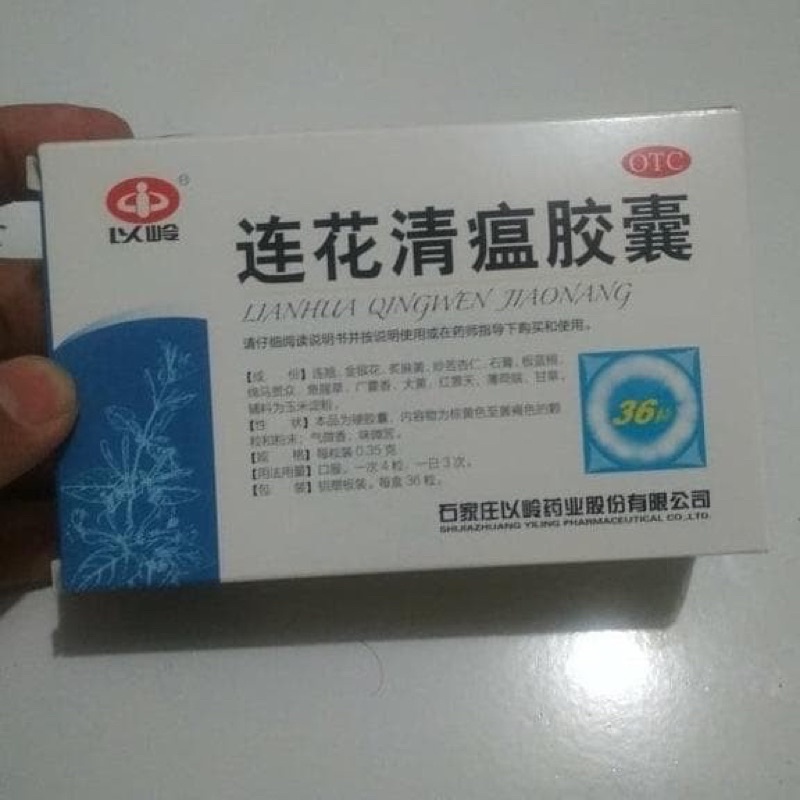 OTC
以岭
®
连花清瘟胶囊
LIANHUA QINGWEN JIAONANG
请仔细阅读说明书并按说明使用或在药师指导下购买和使用。
【成 份】连翘、金银花、炙麻黄、炒苦杏仁、石膏、板蓝根、
绵马贯众、鱼腥草、广藿香、大黄、红景天、薄荷脑、甘草,
辅料为玉米淀粉。
【性 状】本品为硬胶囊,内容物为棕黄色至黄褐色的颗
粒和粉末;气微香,味微苦。
【规 格】每粒装 0.35 克
【用法用量】口服。一次 4 粒,一日 3 次。
【包 装】铝塑板装。每盒 36 粒。
36粒
石家庄以岭药业股份有限公司
SHIJIAZHUANG YILING PHARMACEUTICAL CO.,LTD.